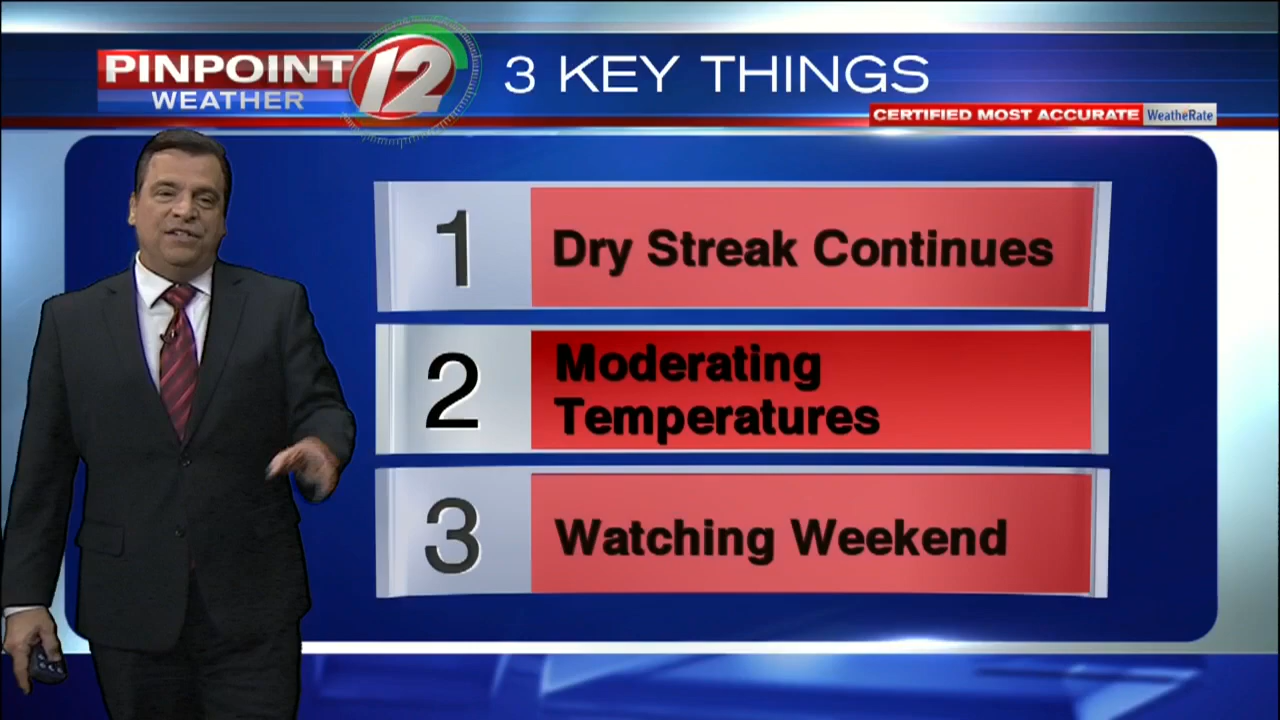 PINPOINT 12
WEATHER
3 KEY THINGS
CERTIFIED MOST ACCURATE WeatheRate
1 Dry Streak Continues
2 Moderating
Temperatures
3 Watching Weekend